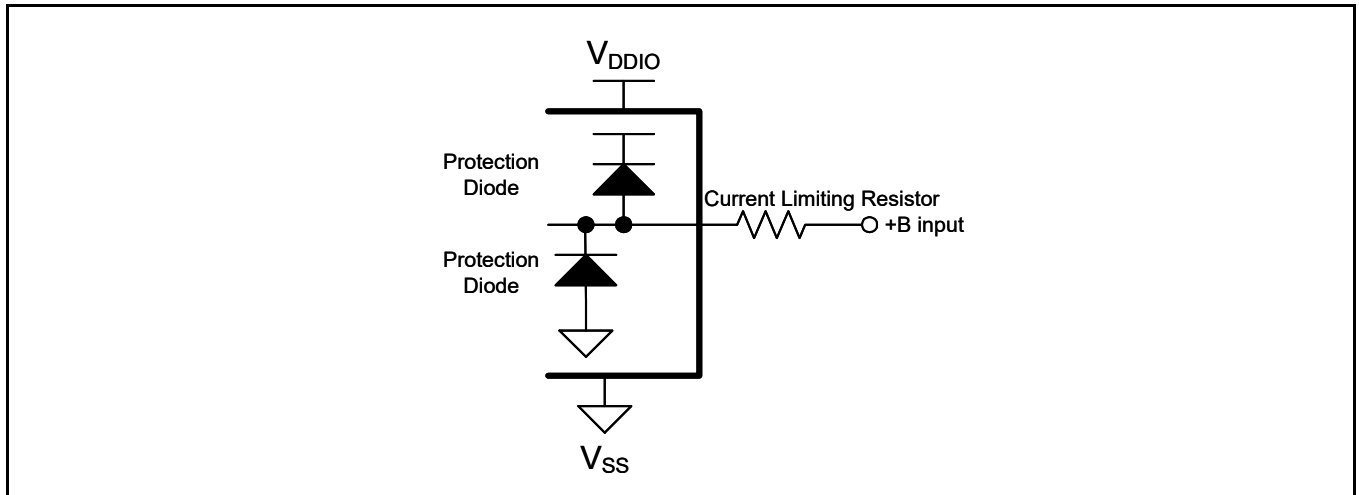 VDDIO
Protection
Diode
Current Limiting Resistor
+B input
Protection
Diode
VSS